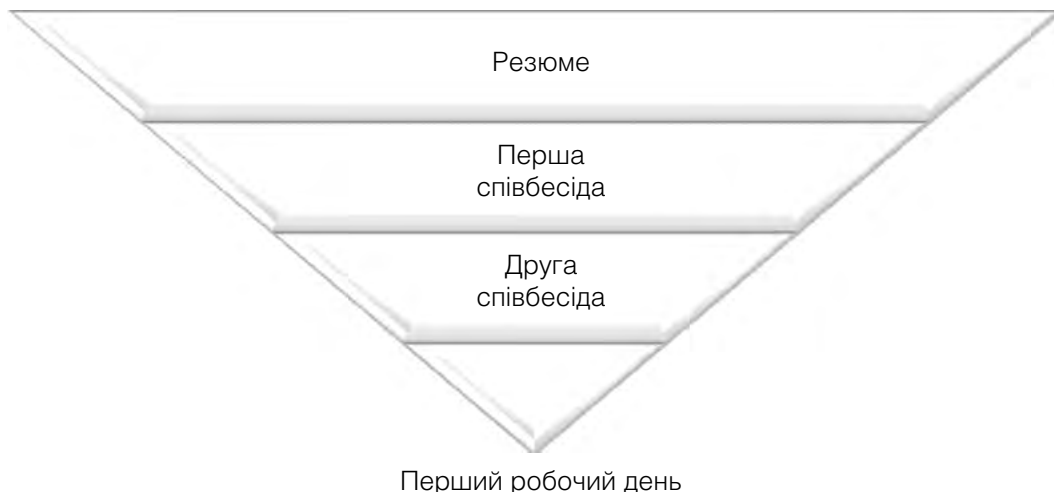 Резюме
Перша
співбесіда
Друга
співбесіда
Перший робочий день